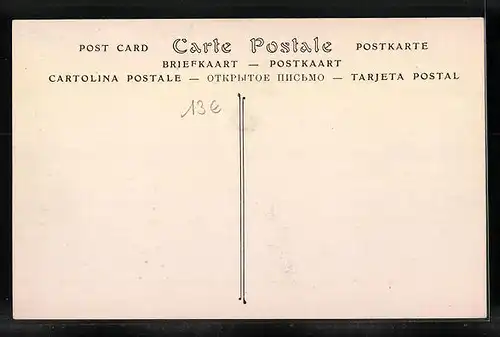 POST CARD Carte Postale POSTKARTE
BRIEFKAART — POSTKAART
CARTOLINA POSTALE — ОТКРЫТОЕ ПИСЬМО — TARJETA POSTAL
13€